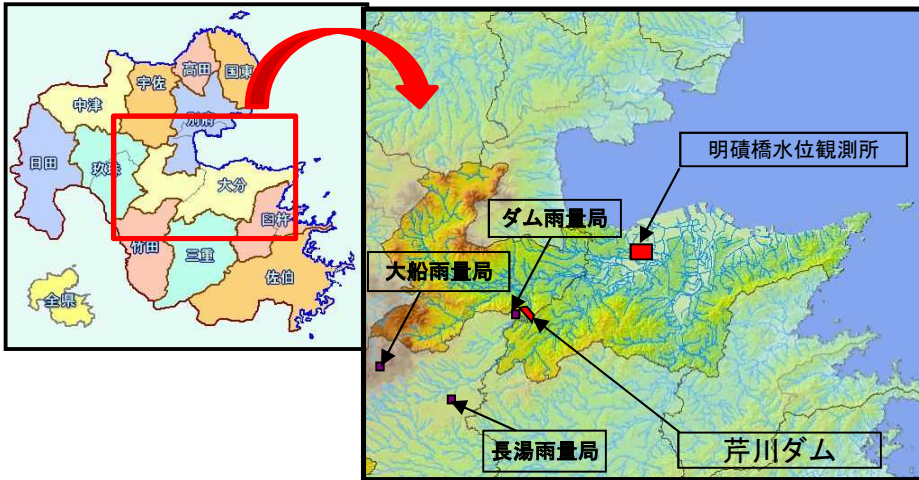 高田
国東
宇佐
中津
別府
日田
玖珠
大分
臼杵
竹田
三重
佐伯
全県
明磧橋水位観測所
ダム雨量局
大船雨量局
長湯雨量局
芹川ダム